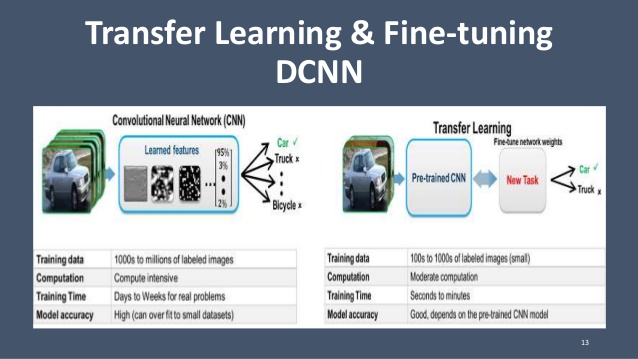 Transfer Learning & Fine-tuning
DCNN
Convolutional Neural Network (CNN)
Learned features
95%
3%
2%
Car ✓
Truck ×
Bicycle ×
Transfer Learning
Fine-tune network weights
Pre-trained CNN
New Task
Car ✓
Truck ×
Training data 1000s to millions of labeled images
Computation Compute intensive
Training Time Days to Weeks for real problems
Model accuracy High (can over fit to small datasets)
Training data 100s to 1000s of labeled images (small)
Computation Moderate computation
Training Time Seconds to minutes
Model accuracy Good, depends on the pre-trained CNN model
13